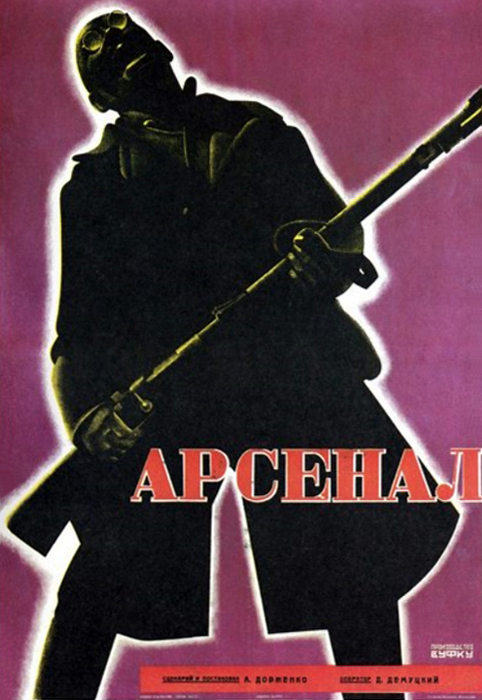 АРСЕНАЛ
ПРОИЗВОДСТВО
ВУФКУ
СЦЕНАРИЙ И ПОСТАНОВКА А. ДОВЖЕНКО ОПЕРАТОР Д. ДЕМУЦКИЙ